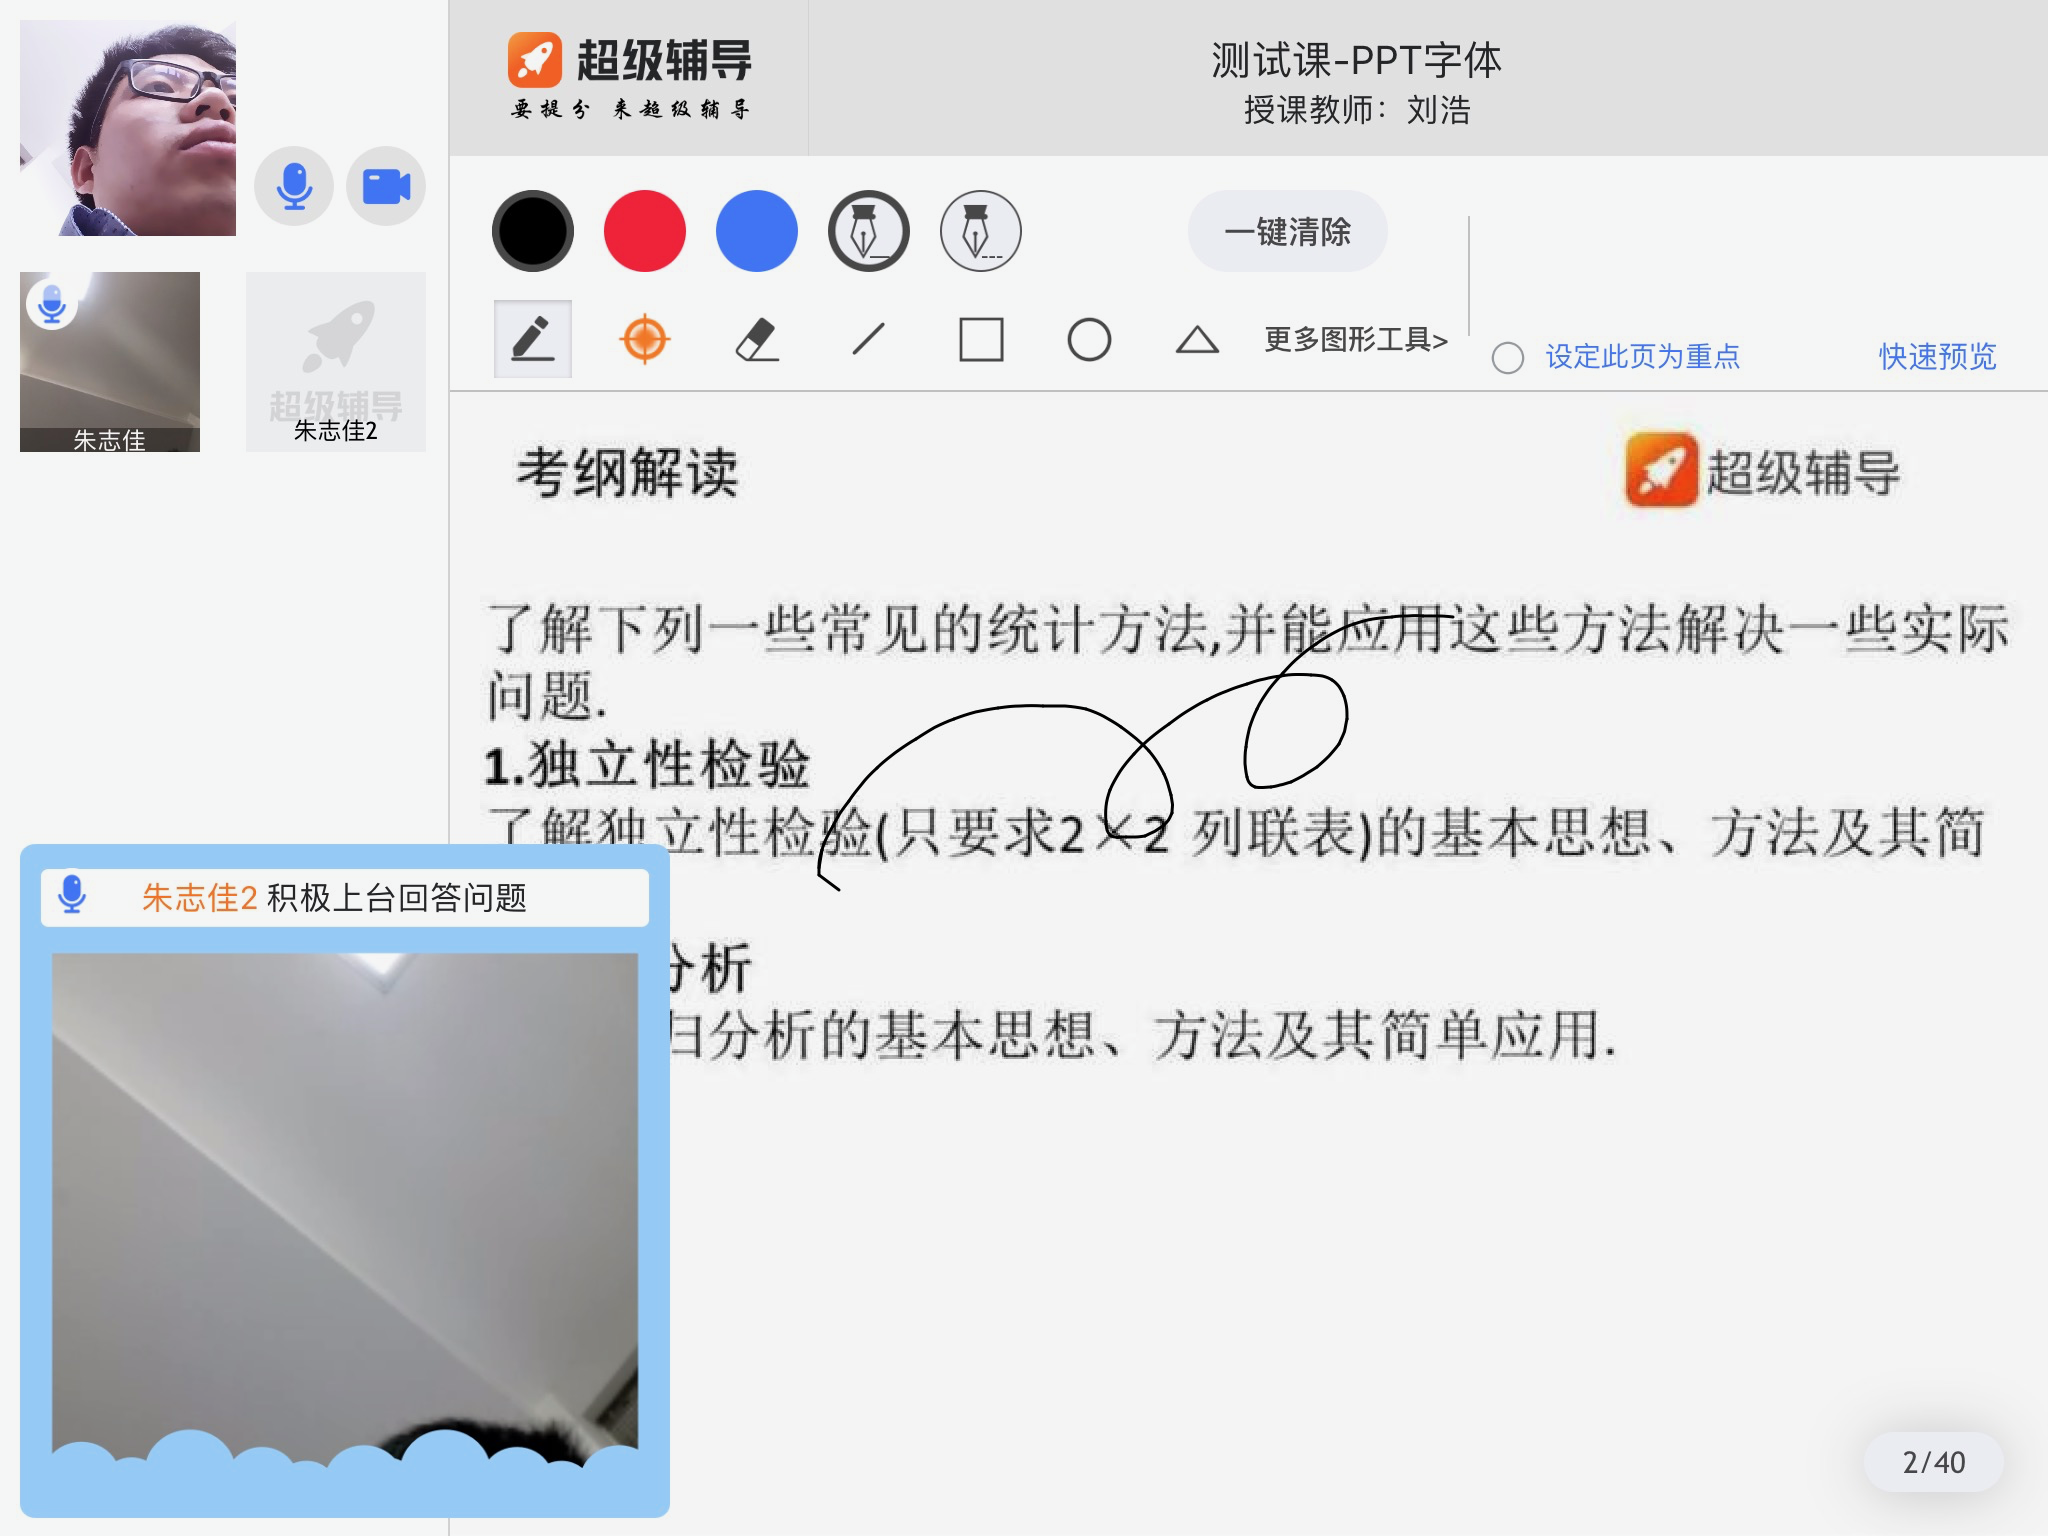 超级辅导
要提分 来超级辅导
测试课-PPT字体
授课教师：刘浩
一键清除
更多图形工具>
设定此页为重点
快速预览
朱志佳
超级辅导
朱志佳2
考纲解读
超级辅导
了解下列一些常见的统计方法,并能应用这些方法解决一些实际
问题.
1.独立性检验
了解独立性检验(只要求2×2 列联表)的基本思想、方法及其简
朱志佳2 积极上台回答问题
分析
归分析的基本思想、方法及其简单应用.
2/40